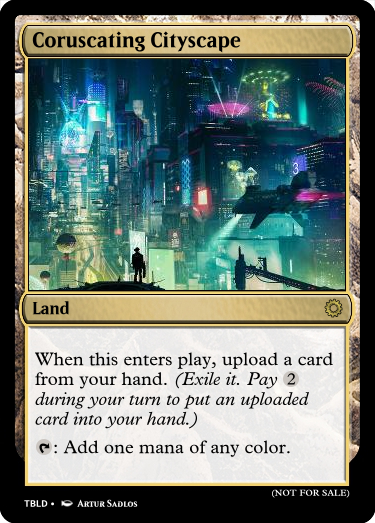 Coruscating Cityscape
3
Land
When this enters play, upload a card
from your hand. (Exile it. Pay 2
during your turn to put an uploaded
card into your hand.)
: Add one mana of any color.
(NOT FOR SALE)
TBLD • Artur Sadlos